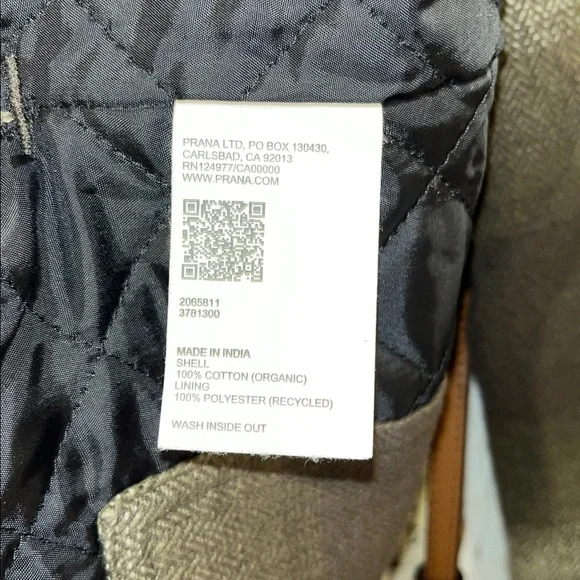 PRANA LTD, PO BOX 130430,
CARLSBAD, CA 92013
RN124977/CA00000
WWW.PRANA.COM
2065811
3781300
MADE IN INDIA
SHELL
100% COTTON (ORGANIC)
LINING
100% POLYESTER (RECYCLED)
WASH INSIDE OUT